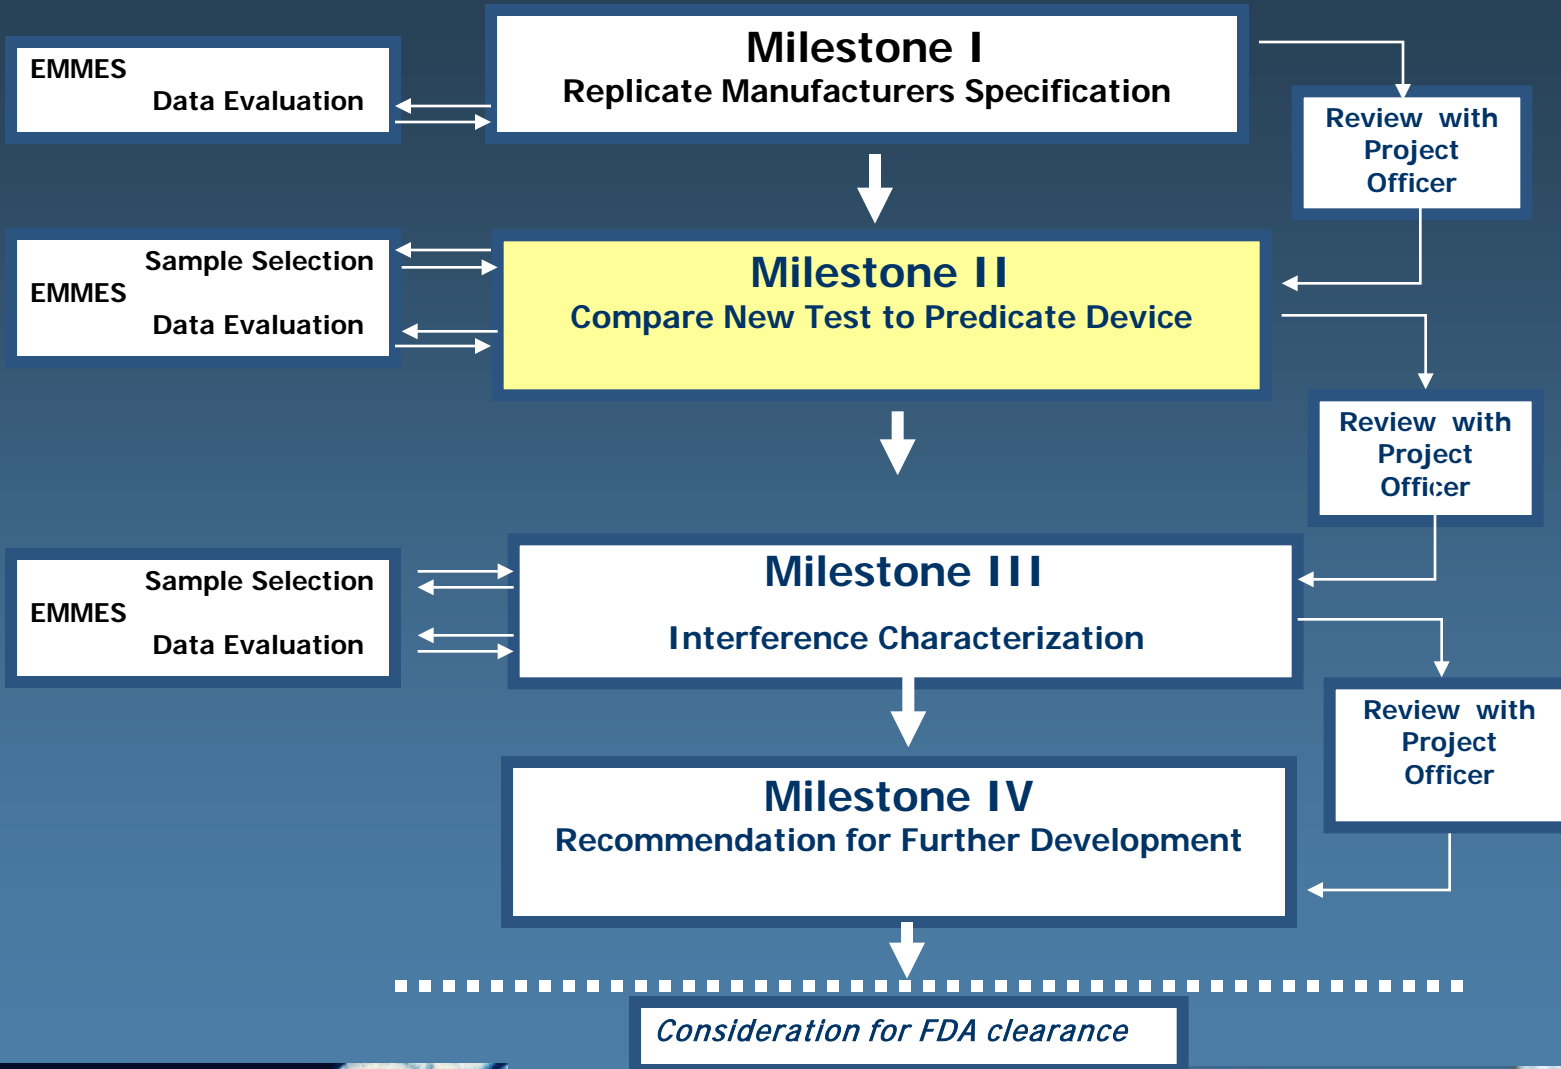 Milestone I
Replicate Manufacturers Specification
EMMES
Data Evaluation
Review with
Project
Officer
Sample Selection
EMMES
Data Evaluation
Milestone II
Compare New Test to Predicate Device
Review with
Project
Officer
Sample Selection
EMMES
Data Evaluation
Milestone III
Interference Characterization
Review with
Project
Officer
Milestone IV
Recommendation for Further Development
Consideration for FDA clearance